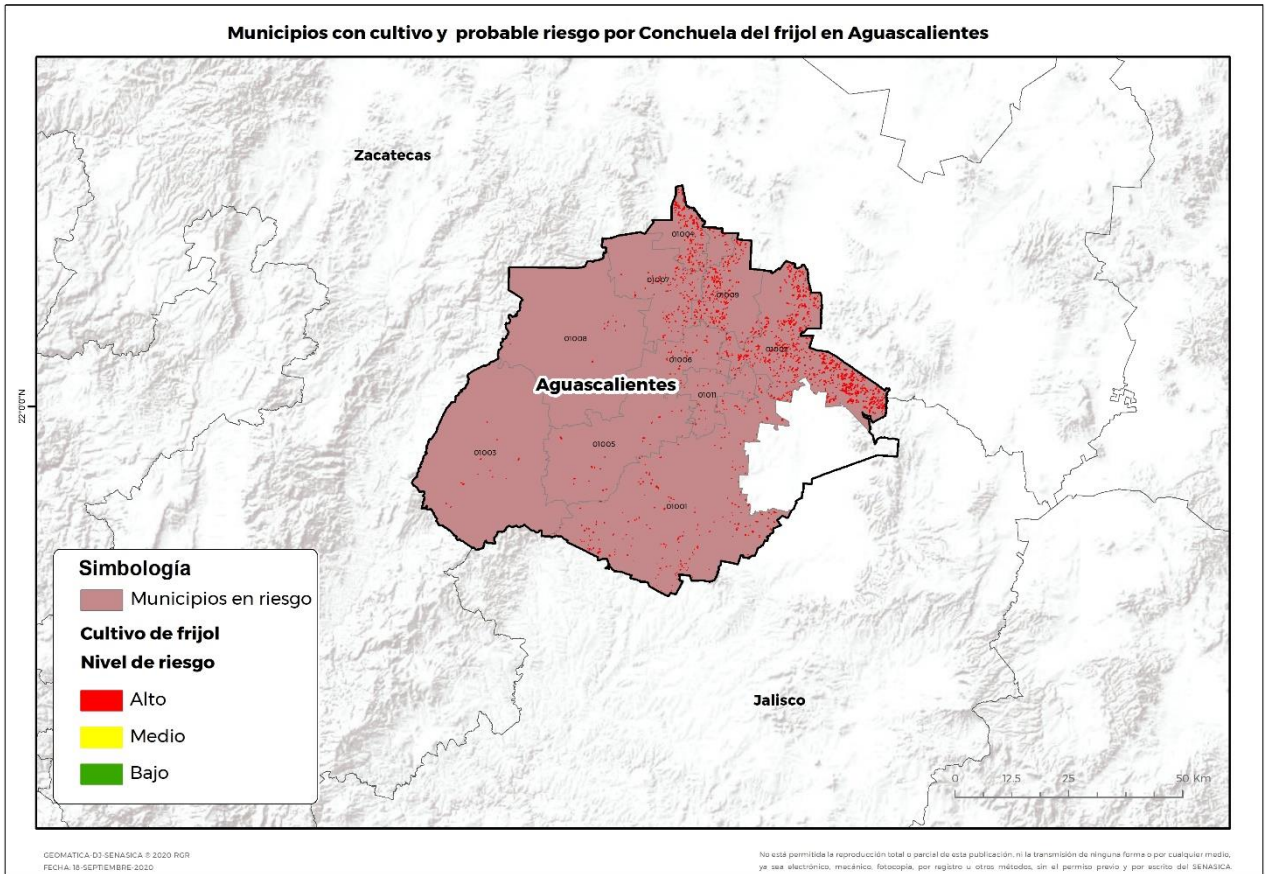 Municipios con cultivo y probable riesgo por Conchuela del frijol en Aguascalientes
Zacatecas
01004
01007
01009
01008
01006
Aguascalientes
01011
22°0'0"N
01005
01003
01001
Simbología
Municipios en riesgo
Cultivo de frijol
Nivel de riesgo
Alto
Medio
Bajo
Jalisco
0 12.5 25 50 Km
GEOMATICA-DJ-SENASICA © 2020 RGR
FECHA: 18-SEPTIEMBRE-2020
No está permitida la reproducción total o parcial de esta publicación, ni la transmisión de ninguna forma o por cualquier medio,
ya sea electrónico, mecánico, fotocopia, por registro u otros métodos, sin el permiso previo y por escrito del SENASICA.